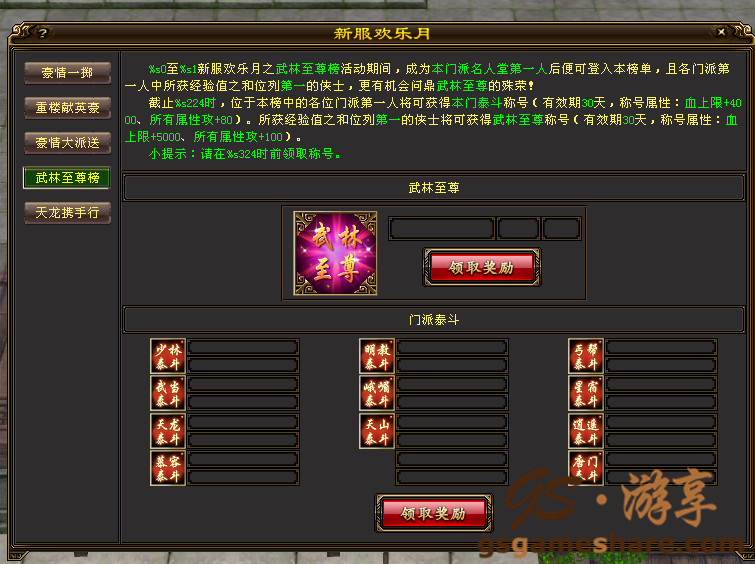 新服欢乐月
?
×
豪情一掷
重楼献英豪
豪情大派送
武林至尊榜
天龙携手行
%s0至%s1新服欢乐月之武林至尊榜活动期间，成为本门派名人堂第一人后便可登入本榜单，且各门派第
一人中所获经验值之和位列第一的侠士，更有机会问鼎武林至尊的殊荣！
截止%s224时，位于本榜中的各位门派第一人将可获得本门泰斗称号（有效期30天，称号属性：血上限+40
00、所有属性攻+80）。所获经验值之和位列第一的侠士将可获得武林至尊称号（有效期30天，称号属性：血
上限+5000、所有属性攻+100）。
小提示：请在%s324时前领取称号。
武林至尊
武林
至尊
领取奖励
门派泰斗
少林
泰斗
明教
泰斗
丐帮
泰斗
武当
泰斗
峨嵋
泰斗
星宿
泰斗
天龙
泰斗
天山
泰斗
逍遥
泰斗
慕容
泰斗
唐门
泰斗
领取奖励
GS·游享
gsgameshare.com